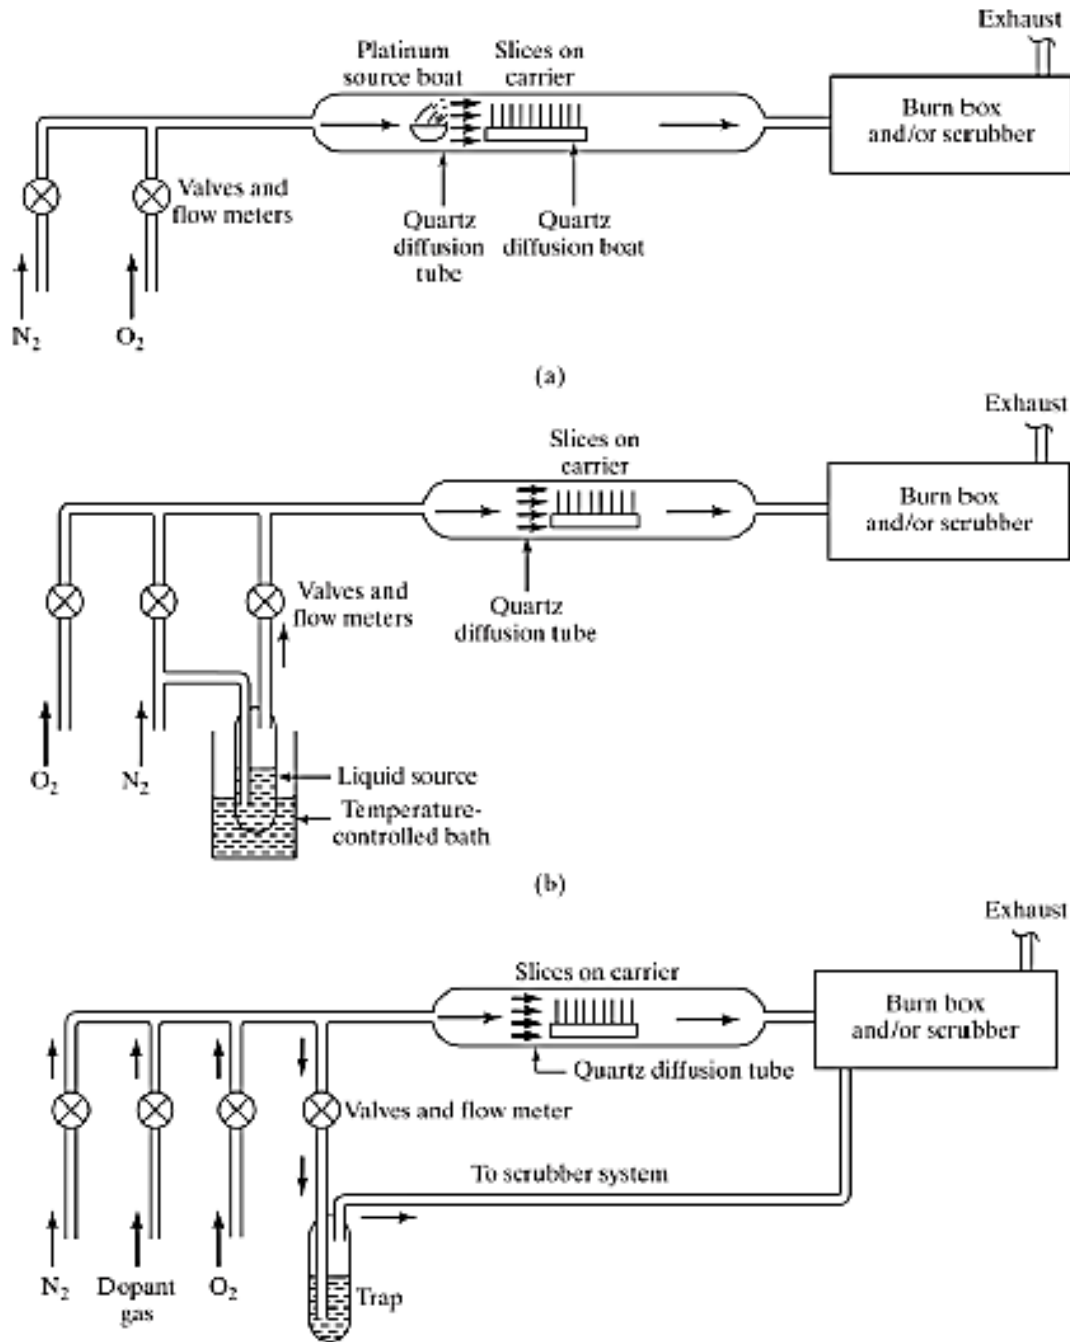 Exhaust
Platinum
source boat
Slices on
carrier
Burn box
and/or scrubber
Valves and
flow meters
Quartz
diffusion
tube
Quartz
diffusion boat
N2
O2
(a)
Exhaust
Slices on
carrier
Burn box
and/or scrubber
Valves and
flow meters
Quartz
diffusion tube
O2
N2
Liquid source
Temperature-
controlled bath
(b)
Exhaust
Slices on carrier
Burn box
and/or scrubber
Quartz diffusion tube
Valves and flow meter
To scrubber system
N2
Dopant
gas
O2
Trap